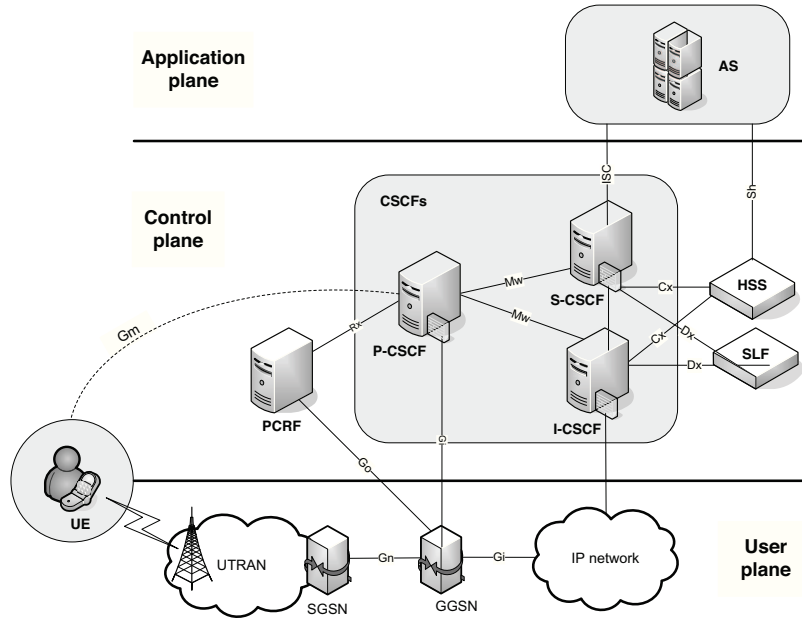 Application
plane
AS
ISC
Sh
CSCFs
Control
plane
Mw
S-CSCF
Cx
HSS
Gm
Rx
P-CSCF
Mw
Cx
Dx
SLF
Dx
PCRF
I-CSCF
Gi
Go
UE
UTRAN
SGSN
Gn
GGSN
Gi
IP network
User
plane